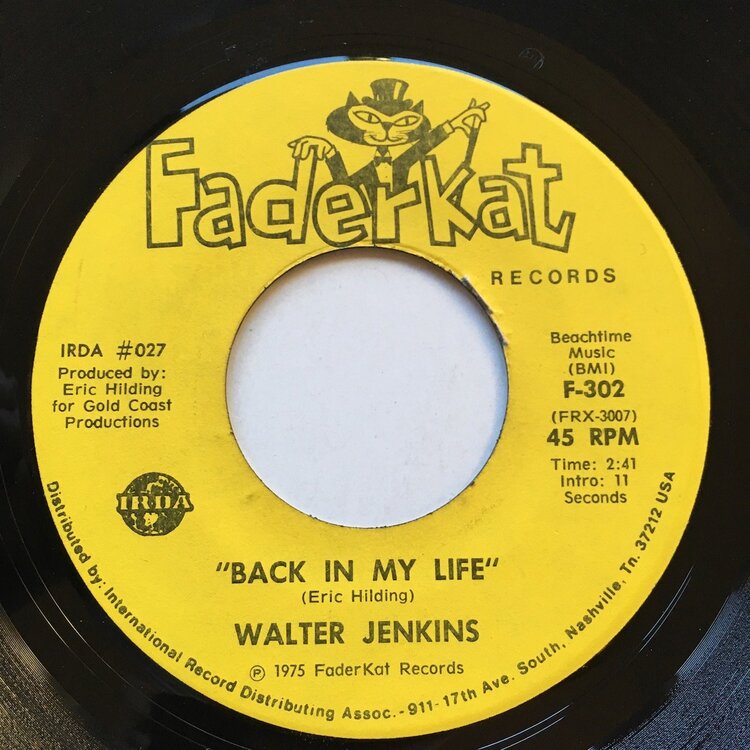 FaderKat
RECORDS
IRDA #027
Produced by:
Eric Hilding
for Gold Coast
Productions
IRDA
Beachtime
Music
(BMI)
F-302
(FRX-3007)
45 RPM
Time: 2:41
Intro: 11
Seconds
"BACK IN MY LIFE"
(Eric Hilding)
WALTER JENKINS
℗ 1975 FaderKat Records
Distributed by: International Record Distributing Assoc. - 911- 17th Ave. South, Nashville, Tn. 37212 USA